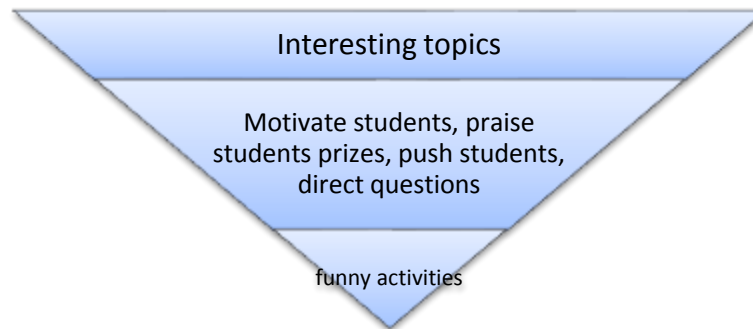 Interesting topics
Motivate students, praise
students prizes, push students,
direct questions
funny activities